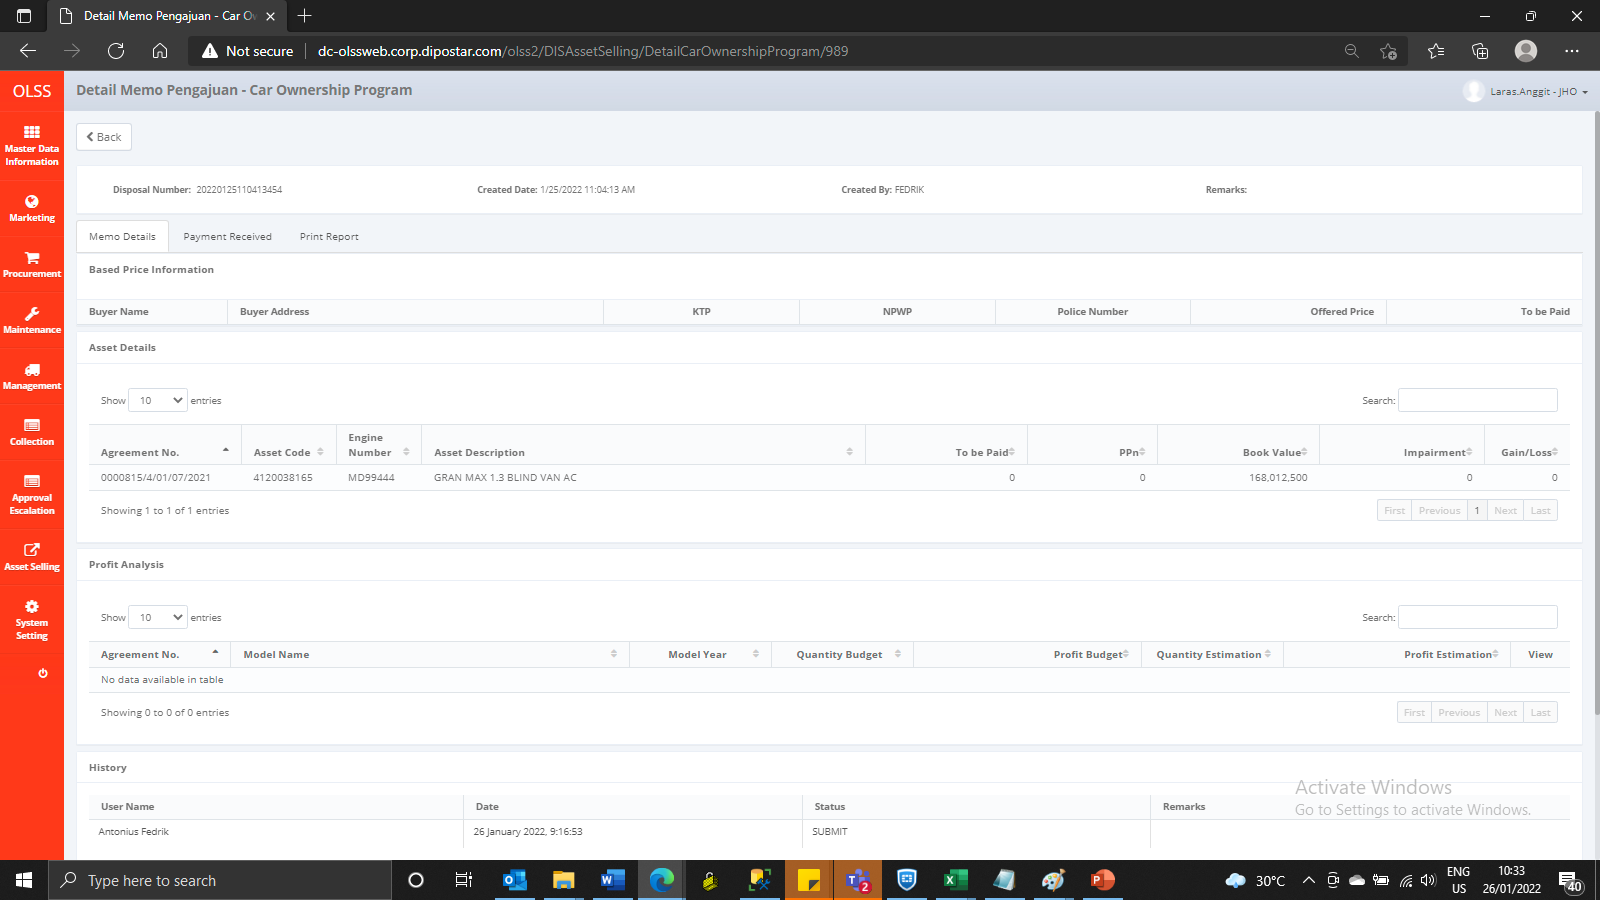 Detail Memo Pengajuan - Car Ow
Not secure
dc-olssweb.corp.dipostar.com/olss2/DISAssetSelling/DetailCarOwnershipProgram/989
OLSS
Detail Memo Pengajuan - Car Ownership Program
Laras.Anggit - JHO
Master Data
Information
Marketing
Procurement
Maintenance
Management
Collection
Approval
Escalation
Asset Selling
System
Setting
Back
Disposal Number: 20220125110413454 Created Date: 1/25/2022 11:04:13 AM Created By: FEDRIK Remarks:
Memo Details Payment Received Print Report
Based Price Information
Buyer Name Buyer Address KTP NPWP Police Number Offered Price To be Paid
Asset Details
Show 10 entries Search:
Agreement No. Asset Code Engine Number Asset Description To be Paid PPn Book Value Impairment Gain/Loss
0000815/4/01/07/2021 4120038165 MD99444 GRAN MAX 1.3 BLIND VAN AC 0 0 168,012,500 0 0
Showing 1 to 1 of 1 entries First Previous 1 Next Last
Profit Analysis
Show 10 entries Search:
Agreement No. Model Name Model Year Quantity Budget Profit Budget Quantity Estimation Profit Estimation View
No data available in table
Showing 0 to 0 of 0 entries First Previous Next Last
History
User Name Date Status Remarks
Antonius Fedrik 26 January 2022, 9:16:53 SUBMIT
Activate Windows
Go to Settings to activate Windows.
Type here to search
2
30°C
ENG
US
10:33
26/01/2022
40